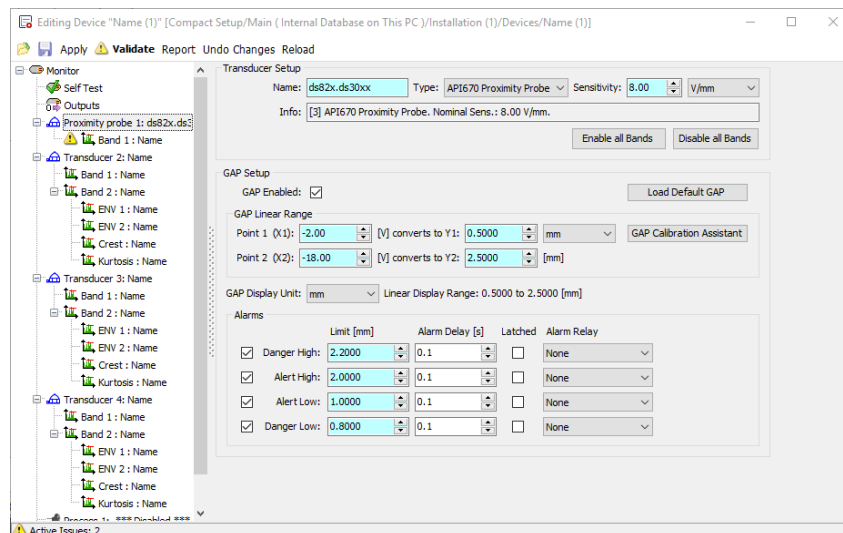 Editing Device "Name (1)" [Compact Setup/Main ( Internal Database on This PC )/Installation (1)/Devices/Name (1)]
Apply Validate Report Undo Changes Reload
Monitor
Self Test
Outputs
Proximity probe 1: ds82x.ds3
Band 1 : Name
Transducer 2: Name
Band 1 : Name
Band 2 : Name
ENV 1 : Name
ENV 2 : Name
Crest : Name
Kurtosis : Name
Transducer 3: Name
Band 1 : Name
Band 2 : Name
ENV 1 : Name
ENV 2 : Name
Crest : Name
Kurtosis : Name
Transducer 4: Name
Band 1 : Name
Band 2 : Name
ENV 1 : Name
ENV 2 : Name
Crest : Name
Kurtosis : Name
Process 1: *** Disabled ***
Transducer Setup
Name: ds82x.ds30xx Type: API670 Proximity Probe Sensitivity: 8.00 V/mm
Info: [3] API670 Proximity Probe. Nominal Sens.: 8.00 V/mm.
Enable all Bands Disable all Bands
GAP Setup
GAP Enabled: Load Default GAP
GAP Linear Range
Point 1 (X1): -2.00 [V] converts to Y1: 0.5000 mm GAP Calibration Assistant
Point 2 (X2): -18.00 [V] converts to Y2: 2.5000 [mm]
GAP Display Unit: mm Linear Display Range: 0.5000 to 2.5000 [mm]
Alarms
Limit [mm] Alarm Delay [s] Latched Alarm Relay
Danger High: 2.2000 0.1 None
Alert High: 2.0000 0.1 None
Alert Low: 1.0000 0.1 None
Danger Low: 0.8000 0.1 None
Active Issues: 2